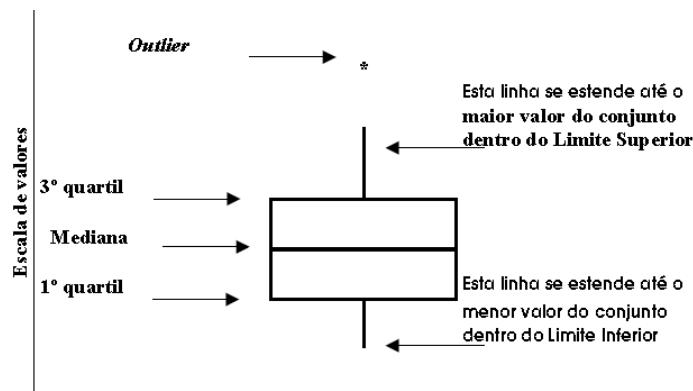 Outlier
*
Esta linha se estende até o
maior valor do conjunto
dentro do Limite Superior
Escala de valores
3º quartil
Mediana
1º quartil
Esta linha se estende até o
menor valor do conjunto
dentro do Limite Inferior